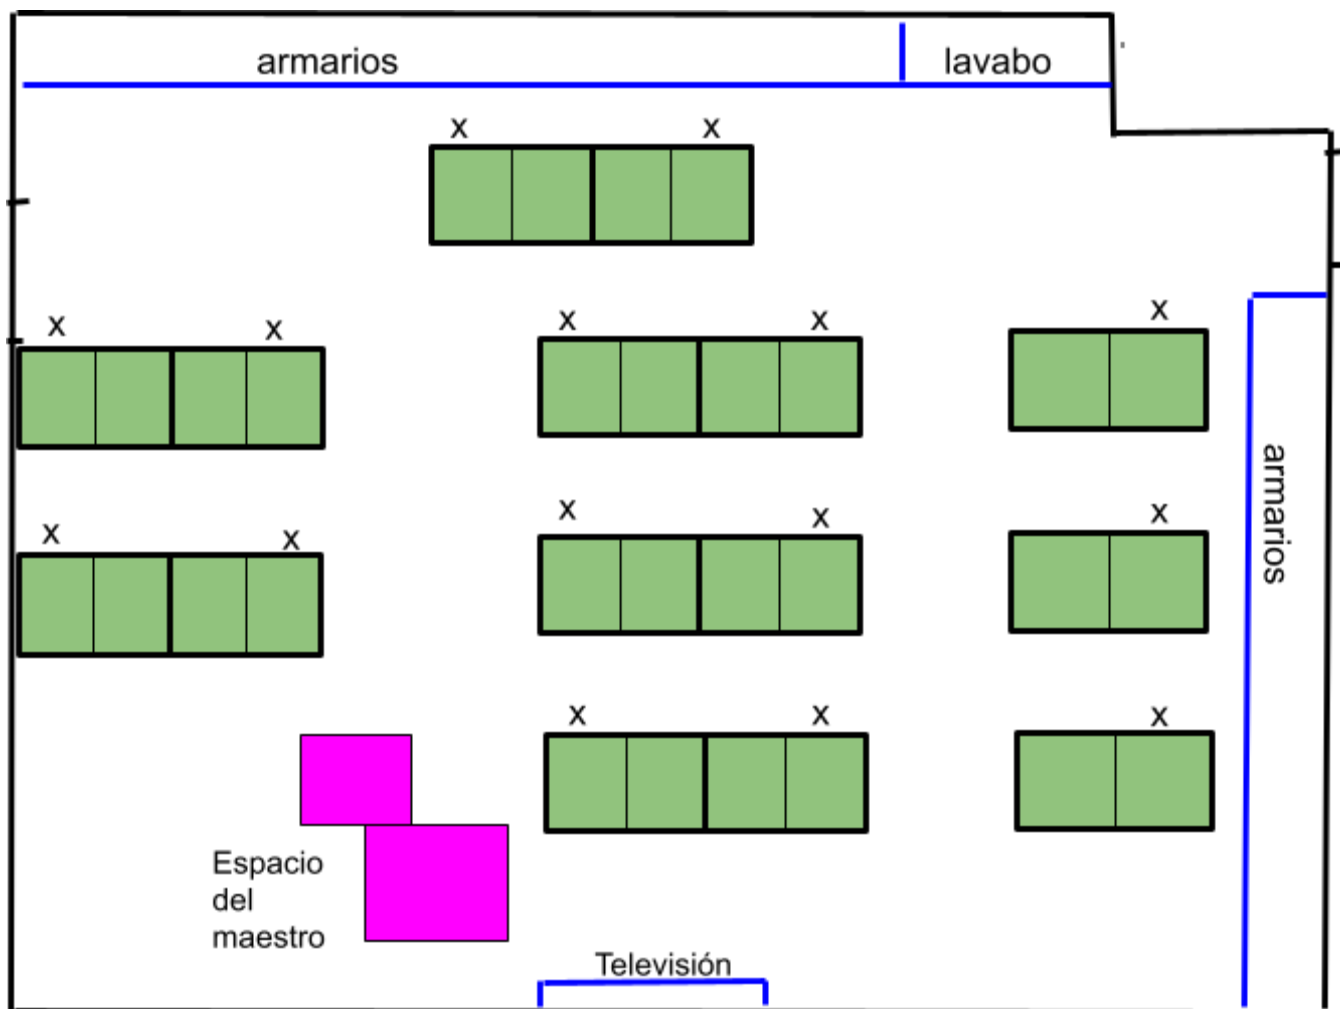 armarios
lavabo
x x
x x
x x
x
x x
x x
x
armarios
x x
x
Espacio
del
maestro
Televisión